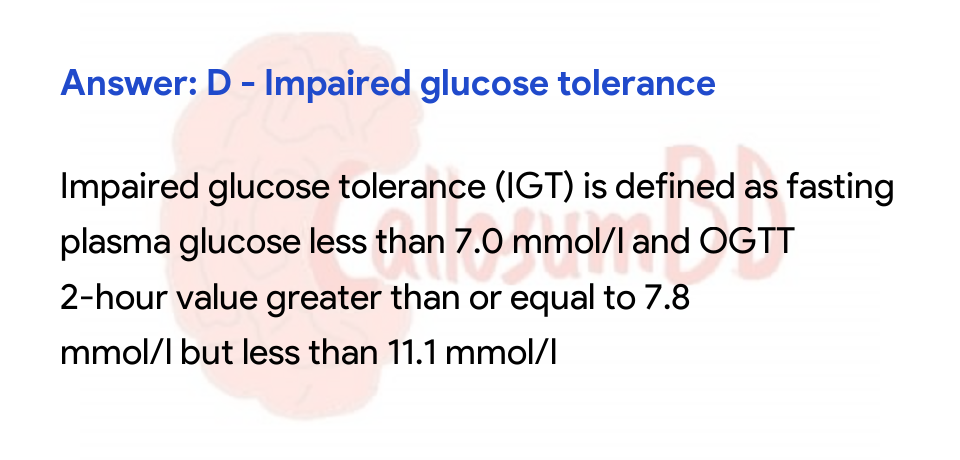 Answer: D - Impaired glucose tolerance
CallosumBD
Impaired glucose tolerance (IGT) is defined as fasting
plasma glucose less than 7.0 mmol/l and OGTT
2-hour value greater than or equal to 7.8
mmol/l but less than 11.1 mmol/l